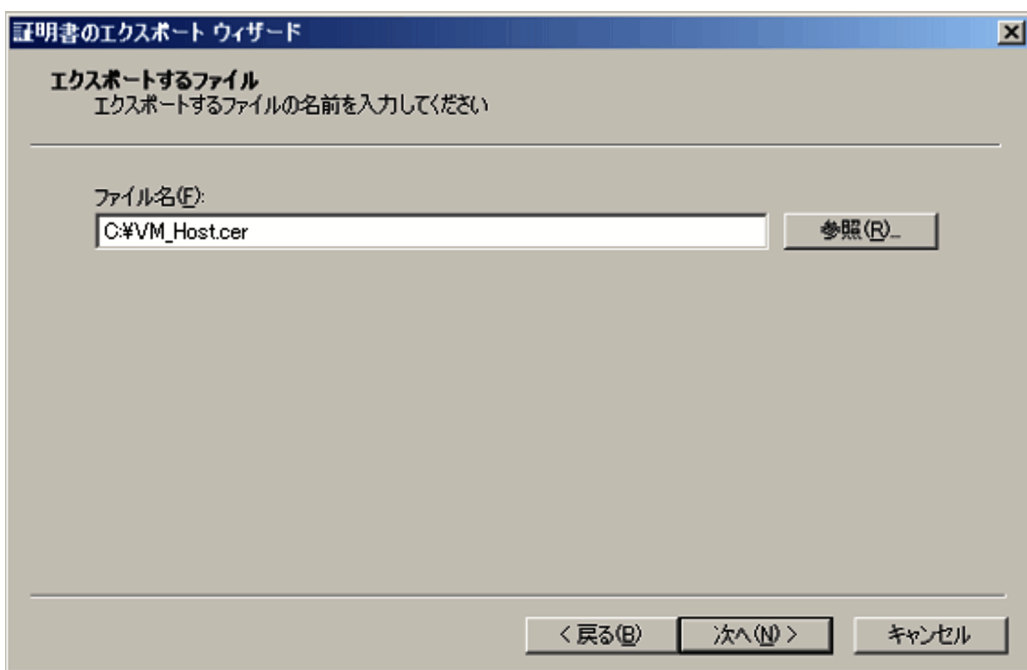 証明書のエクスポート ウィザード
エクスポートするファイル
エクスポートするファイルの名前を入力してください
ファイル名(F):
C:¥VM_Host.cer
参照(R)...
< 戻る(B)
次へ(N) >
キャンセル